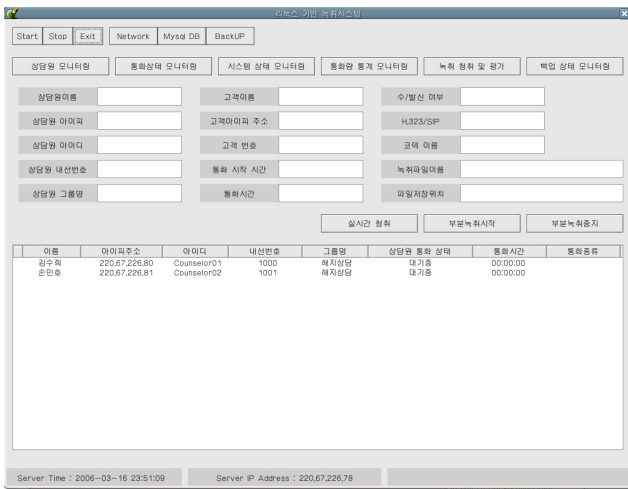 리눅스 기반 녹취시스템
Start Stop Exit Network Mysql DB BackUP
상담원 모니터링 통화상태 모니터링 시스템 상태 모니터링 통화량 통계 모니터링 녹취 청취 및 평가 백업 상태 모니터링
상담원이름 고객이름 수/발신 여부
상담원 아이피 고객아이피 주소 H.323/SIP
상담원 아이디 고객 번호 코덱 이름
상담원 내선번호 통화 시작 시간 녹취파일이름
상담원 그룹명 통화시간 파일저장위치
실시간 청취 부분녹취시작 부분녹취중지
이름 아이피주소 아이디 내선번호 그룹명 상담원 통화 상태 통화시간 통화종류
김수희 220.67.226.80 Counselor01 1000 해지상담 대기중 00:00:00
손민호 220.67.226.81 Counselor02 1001 해지상담 대기중 00:00:00
Server Time : 2006-03-16 23:51:09 Server IP Address : 220.67.226.78